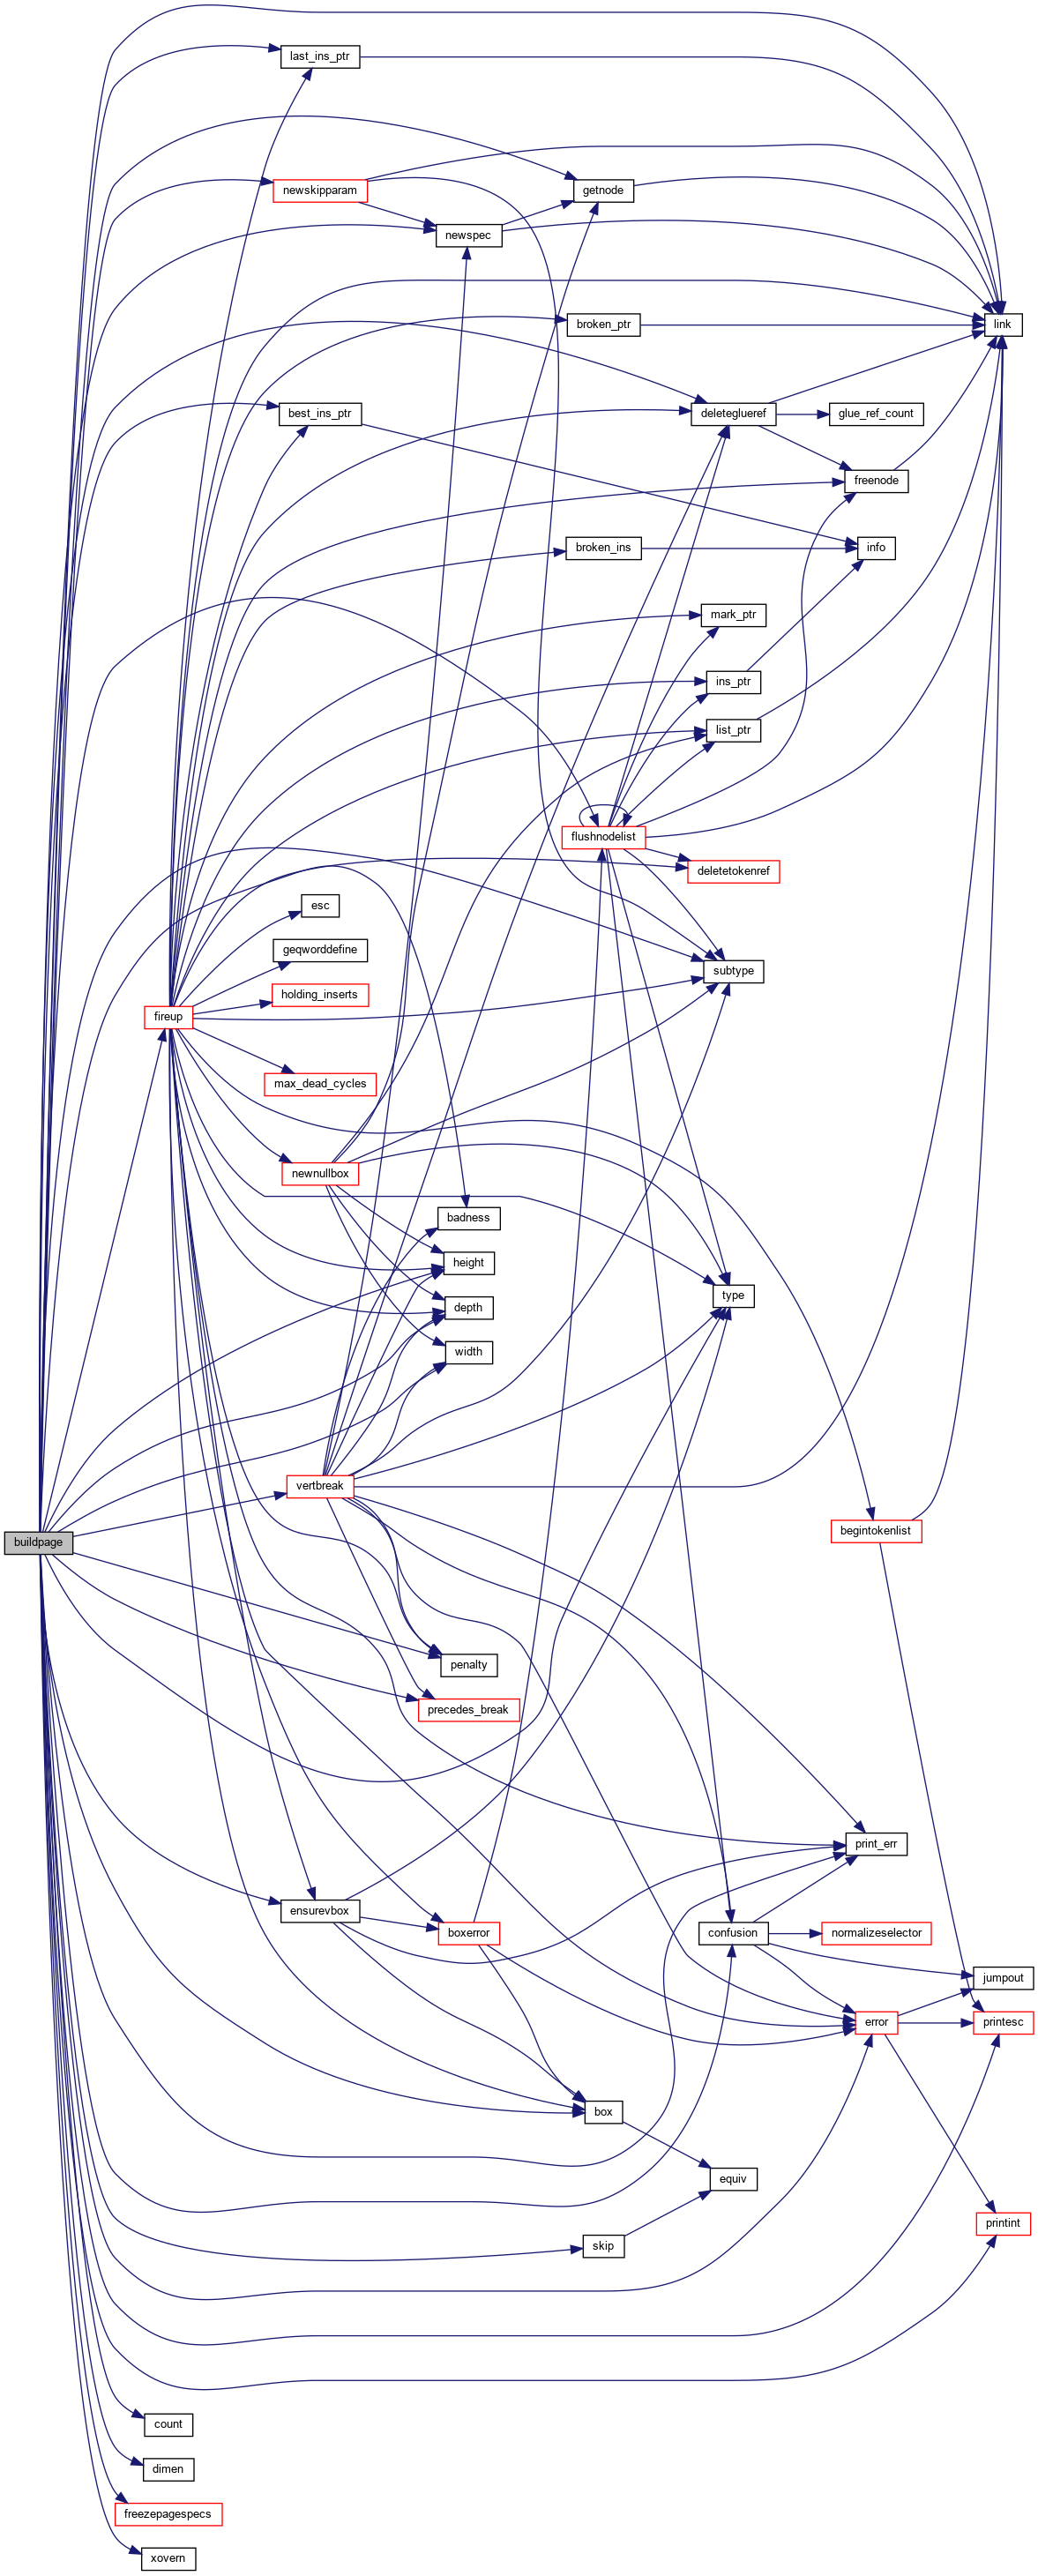 last_ins_ptr
newskipparam
getnode
newspec
broken_ptr
link
best_ins_ptr
deleteglueref
glue_ref_count
freenode
broken_ins
info
mark_ptr
ins_ptr
list_ptr
flushnodelist
deletetokenref
esc
geqworddefine
subtype
holding_inserts
fireup
max_dead_cycles
newnullbox
badness
height
type
depth
width
vertbreak
begintokenlist
buildpage
penalty
precedes_break
print_err
ensurevbox
boxerror
confusion
normalizeselector
jumpout
error
printesc
box
equiv
printint
skip
count
dimen
freezepagespecs
xovern